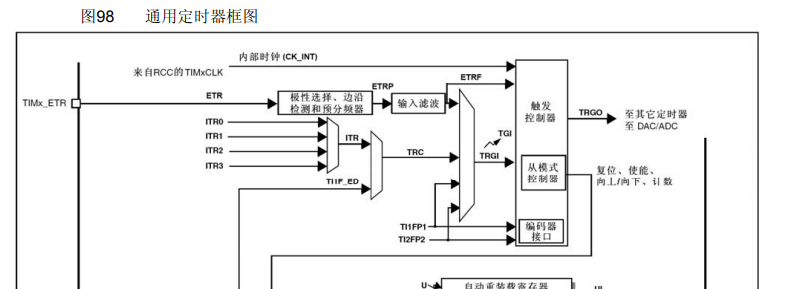 图98 通用定时器框图
内部时钟 (CK_INT)
来自RCC的TIMxCLK
TIMx_ETR
ETR
极性选择、边沿
检测和预分频器
ETRP
输入滤波
ETRF
触发
控制器
TRGO
至其它定时器
至 DAC/ADC
ITR0
ITR1
ITR2
ITR3
ITR
TRC
TI1F_ED
TGI
TRGI
从模式
控制器
复位、使能、
向上/向下、计数
TI1FP1
TI2FP2
编码器
接口
U
自动重装载寄存器
UI